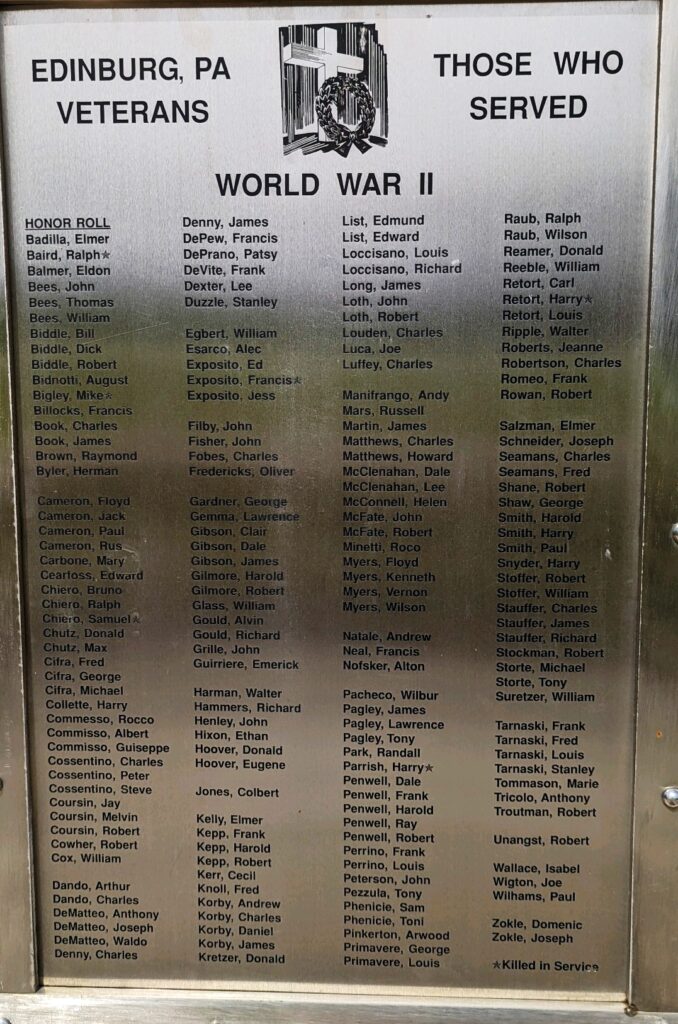 EDINBURG, PA
VETERANS
THOSE WHO
SERVED
WORLD WAR II
HONOR ROLL
Badilla, Elmer
Baird, Ralph★
Balmer, Eldon
Bees, John
Bees, Thomas
Bees, William
Biddle, Bill
Biddle, Dick
Biddle, Robert
Bidnotti, August
Bigley, Mike★
Billocks, Francis
Book, Charles
Book, James
Brown, Raymond
Byler, Herman
Cameron, Floyd
Cameron, Jack
Cameron, Paul
Cameron, Rus
Carbone, Mary
Cearfoss, Edward
Chiero, Bruno
Chiero, Ralph
Chiero, Samuel★
Chutz, Donald
Chutz, Max
Cifra, Fred
Cifra, George
Cifra, Michael
Collette, Harry
Commesso, Rocco
Commisso, Albert
Commisso, Guiseppe
Cossentino, Charles
Cossentino, Peter
Cossentino, Steve
Coursin, Jay
Coursin, Melvin
Coursin, Robert
Cowher, Robert
Cox, William
Dando, Arthur
Dando, Charles
DeMatteo, Anthony
DeMatteo, Joseph
DeMatteo, Waldo
Denny, Charles
Denny, James
DePew, Francis
DePrano, Patsy
DeVite, Frank
Dexter, Lee
Duzzle, Stanley
Egbert, William
Esarco, Alec
Exposito, Ed
Exposito, Francis★
Exposito, Jess
Filby, John
Fisher, John
Fobes, Charles
Fredericks, Oliver
Gardner, George
Gemma, Lawrence
Gibson, Clair
Gibson, Dale
Gibson, James
Gilmore, Harold
Gilmore, Robert
Glass, William
Gould, Alvin
Gould, Richard
Grille, John
Guirriere, Emerick
Harman, Walter
Hammers, Richard
Henley, John
Hixon, Ethan
Hoover, Donald
Hoover, Eugene
Jones, Colbert
Kelly, Elmer
Kepp, Frank
Kepp, Harold
Kepp, Robert
Kerr, Cecil
Knoll, Fred
Korby, Andrew
Korby, Charles
Korby, Daniel
Korby, James
Kretzer, Donald
List, Edmund
List, Edward
Loccisano, Louis
Loccisano, Richard
Long, James
Loth, John
Loth, Robert
Louden, Charles
Luca, Joe
Luffey, Charles
Manifrango, Andy
Mars, Russell
Martin, James
Matthews, Charles
Matthews, Howard
McClenahan, Dale
McClenahan, Lee
McConnell, Helen
McFate, John
McFate, Robert
Minetti, Roco
Myers, Floyd
Myers, Kenneth
Myers, Vernon
Myers, Wilson
Natale, Andrew
Neal, Francis
Nofsker, Alton
Pacheco, Wilbur
Pagley, James
Pagley, Lawrence
Pagley, Tony
Park, Randall
Parrish, Harry★
Penwell, Dale
Penwell, Frank
Penwell, Harold
Penwell, Ray
Penwell, Robert
Perrino, Frank
Perrino, Louis
Peterson, John
Pezzula, Tony
Phenicie, Sam
Phenicie, Toni
Pinkerton, Arwood
Primavere, George
Primavere, Louis
Raub, Ralph
Raub, Wilson
Reamer, Donald
Reeble, William
Retort, Carl
Retort, Harry★
Retort, Louis
Ripple, Walter
Roberts, Jeanne
Robertson, Charles
Romeo, Frank
Rowan, Robert
Salzman, Elmer
Schneider, Joseph
Seamans, Charles
Seamans, Fred
Shane, Robert
Shaw, George
Smith, Harold
Smith, Harry
Smith, Paul
Snyder, Harry
Stoffer, Robert
Stoffer, William
Stauffer, Charles
Stauffer, James
Stauffer, Richard
Stockman, Robert
Storte, Michael
Storte, Tony
Suretzer, William
Tarnaski, Frank
Tarnaski, Fred
Tarnaski, Louis
Tarnaski, Stanley
Tommason, Marie
Tricolo, Anthony
Troutman, Robert
Unangst, Robert
Wallace, Isabel
Wigton, Joe
Wilhams, Paul
Zokle, Domenic
Zokle, Joseph
★Killed in Service